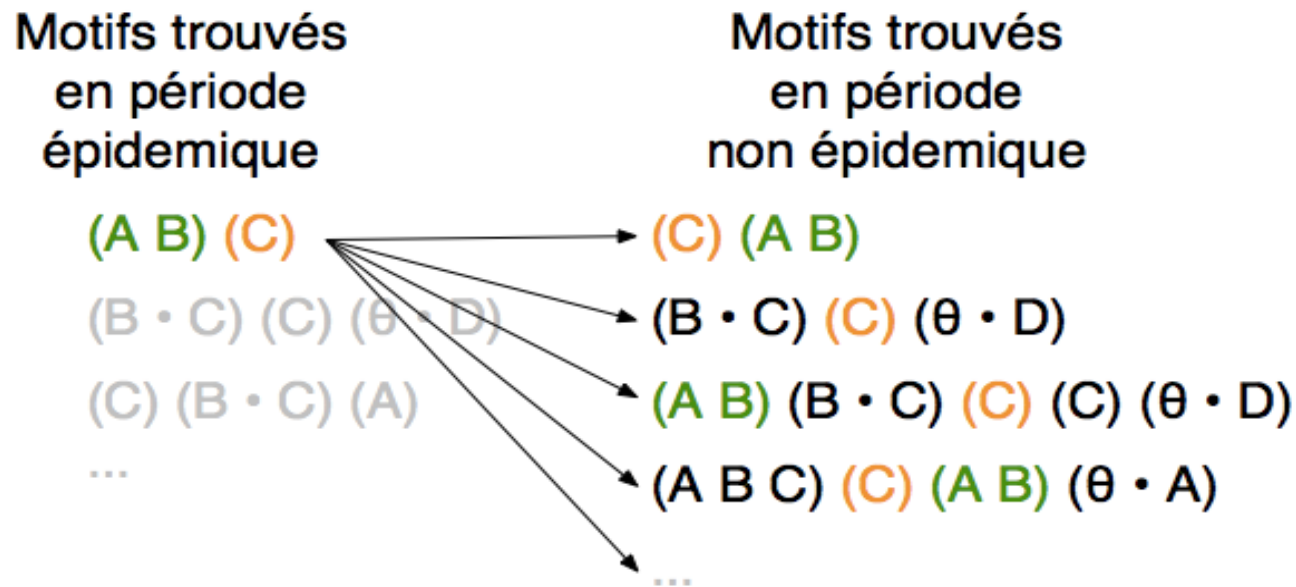 Motifs trouvés
en période
épidemique
(A B) (C)
(B • C) (C) (θ • D)
(C) (B • C) (A)
...
Motifs trouvés
en période
non épidemique
(C) (A B)
(B • C) (C) (θ • D)
(A B) (B • C) (C) (C) (θ • D)
(A B C) (C) (A B) (θ • A)
...